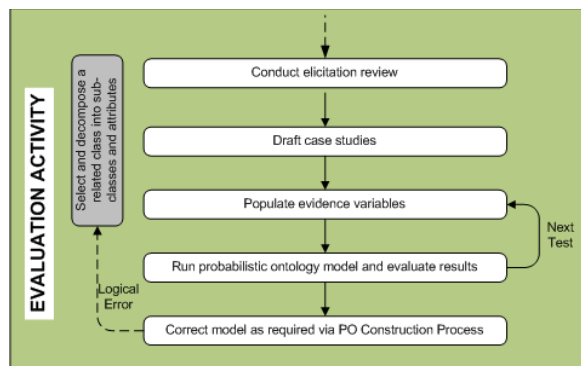 EVALUATION ACTIVITY
Select and decompose a
related class into sub-
classes and attributes
Conduct elicitation review
Draft case studies
Populate evidence variables
Next
Test
Run probabilistic ontology model and evaluate results
Logical
Error
Correct model as required via PO Construction Process